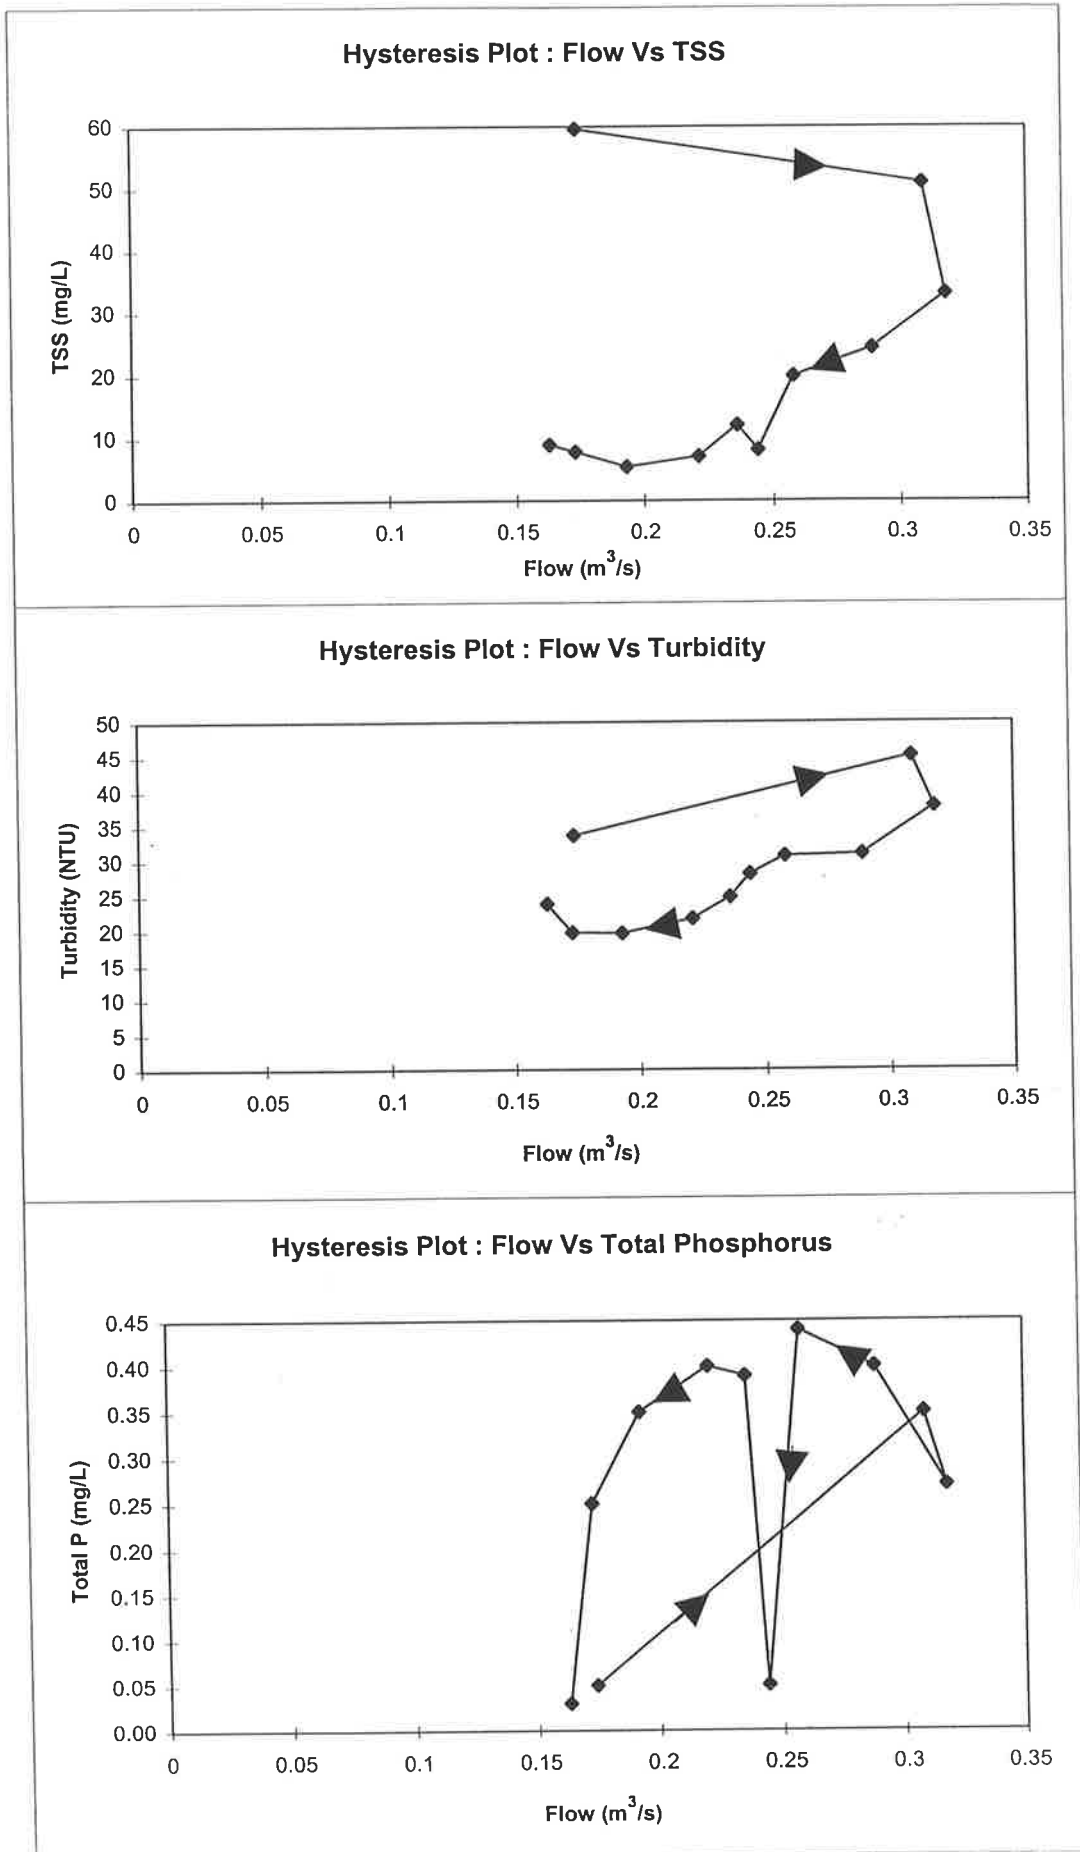 Hysteresis Plot : Flow Vs TSS
60
50
40
30
20
10
0
TSS (mg/L)
0 0.05 0.1 0.15 0.2 0.25 0.3 0.35
Flow (m³/s)
Hysteresis Plot : Flow Vs Turbidity
50
45
40
35
30
25
20
15
10
5
0
Turbidity (NTU)
0 0.05 0.1 0.15 0.2 0.25 0.3 0.35
Flow (m³/s)
Hysteresis Plot : Flow Vs Total Phosphorus
0.45
0.40
0.35
0.30
0.25
0.20
0.15
0.10
0.05
0.00
Total P (mg/L)
0 0.05 0.1 0.15 0.2 0.25 0.3 0.35
Flow (m³/s)